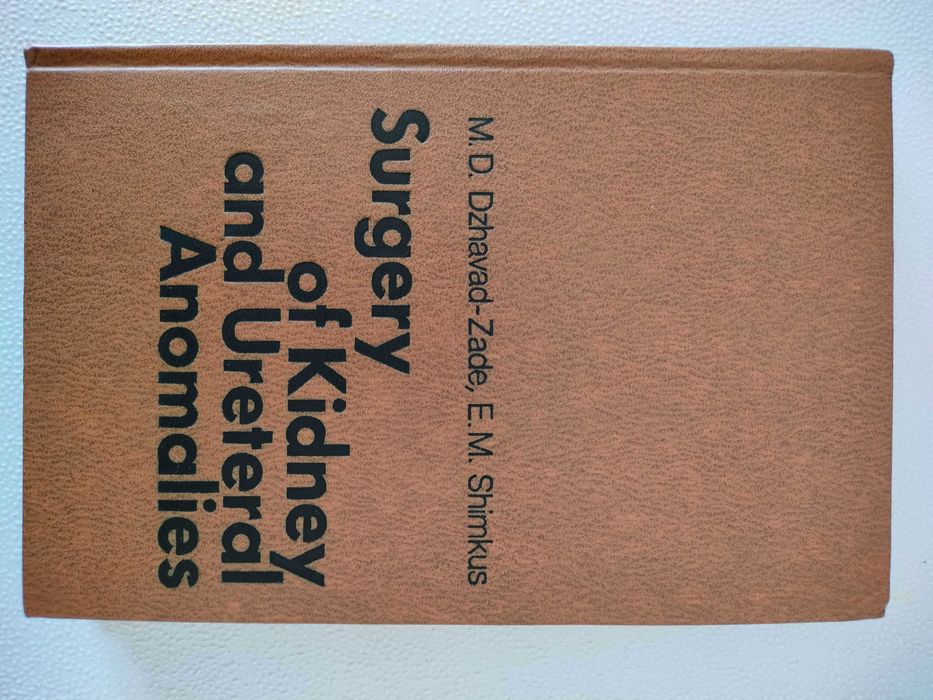 M. D. Dzhavad-Zade, E. M. Shimkus
Surgery
of Kidney
and Ureteral
Anomalies